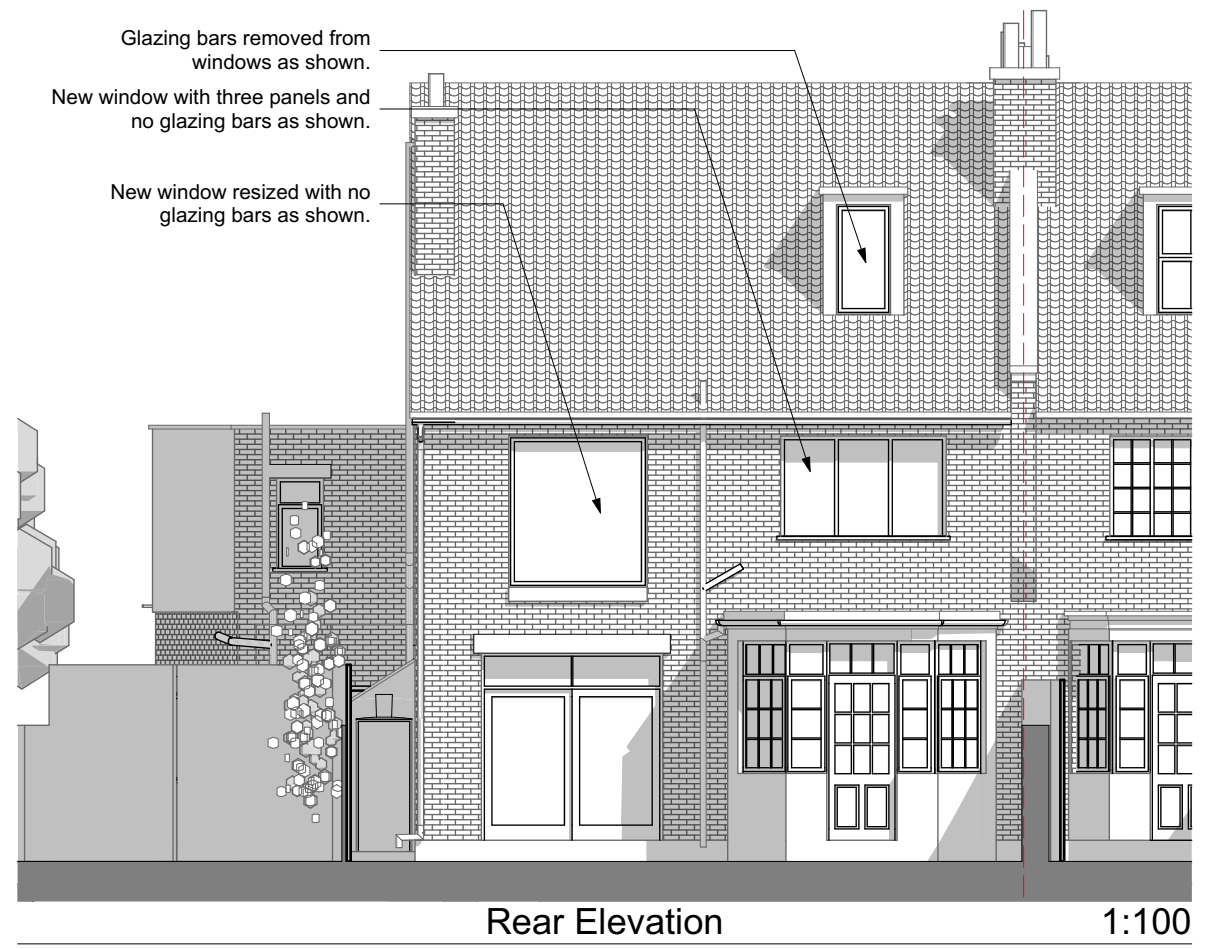 Glazing bars removed from
windows as shown.
New window with three panels and
no glazing bars as shown.
New window resized with no
glazing bars as shown.
Rear Elevation
1:100